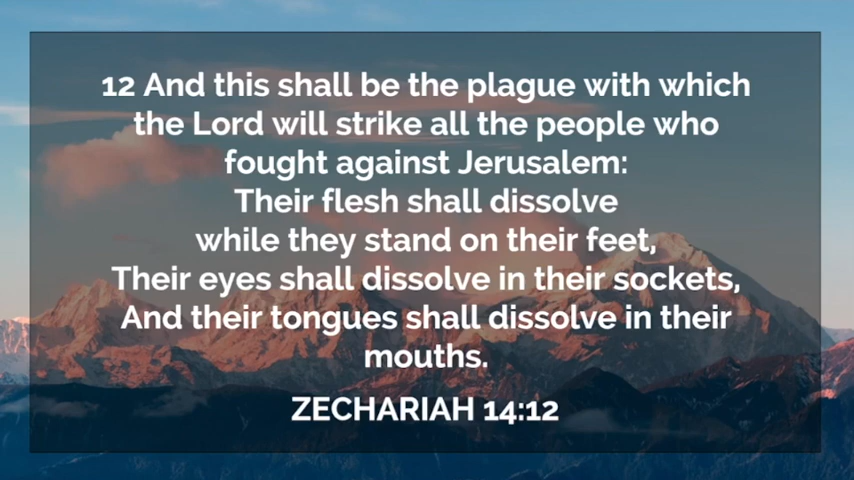 12 And this shall be the plague with which
the Lord will strike all the people who
fought against Jerusalem:
Their flesh shall dissolve
while they stand on their feet,
Their eyes shall dissolve in their sockets,
And their tongues shall dissolve in their
mouths.
ZECHARIAH 14:12